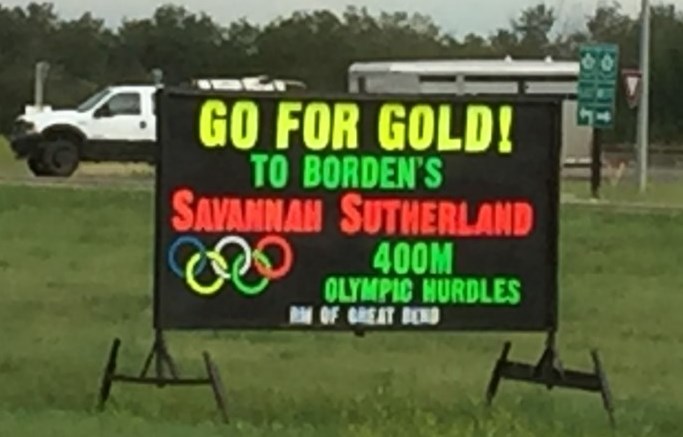 GO FOR GOLD!
TO BORDEN'S
SAVANNAH SUTHERLAND
400M
OLYMPIC HURDLES
RM OF GREAT BEND